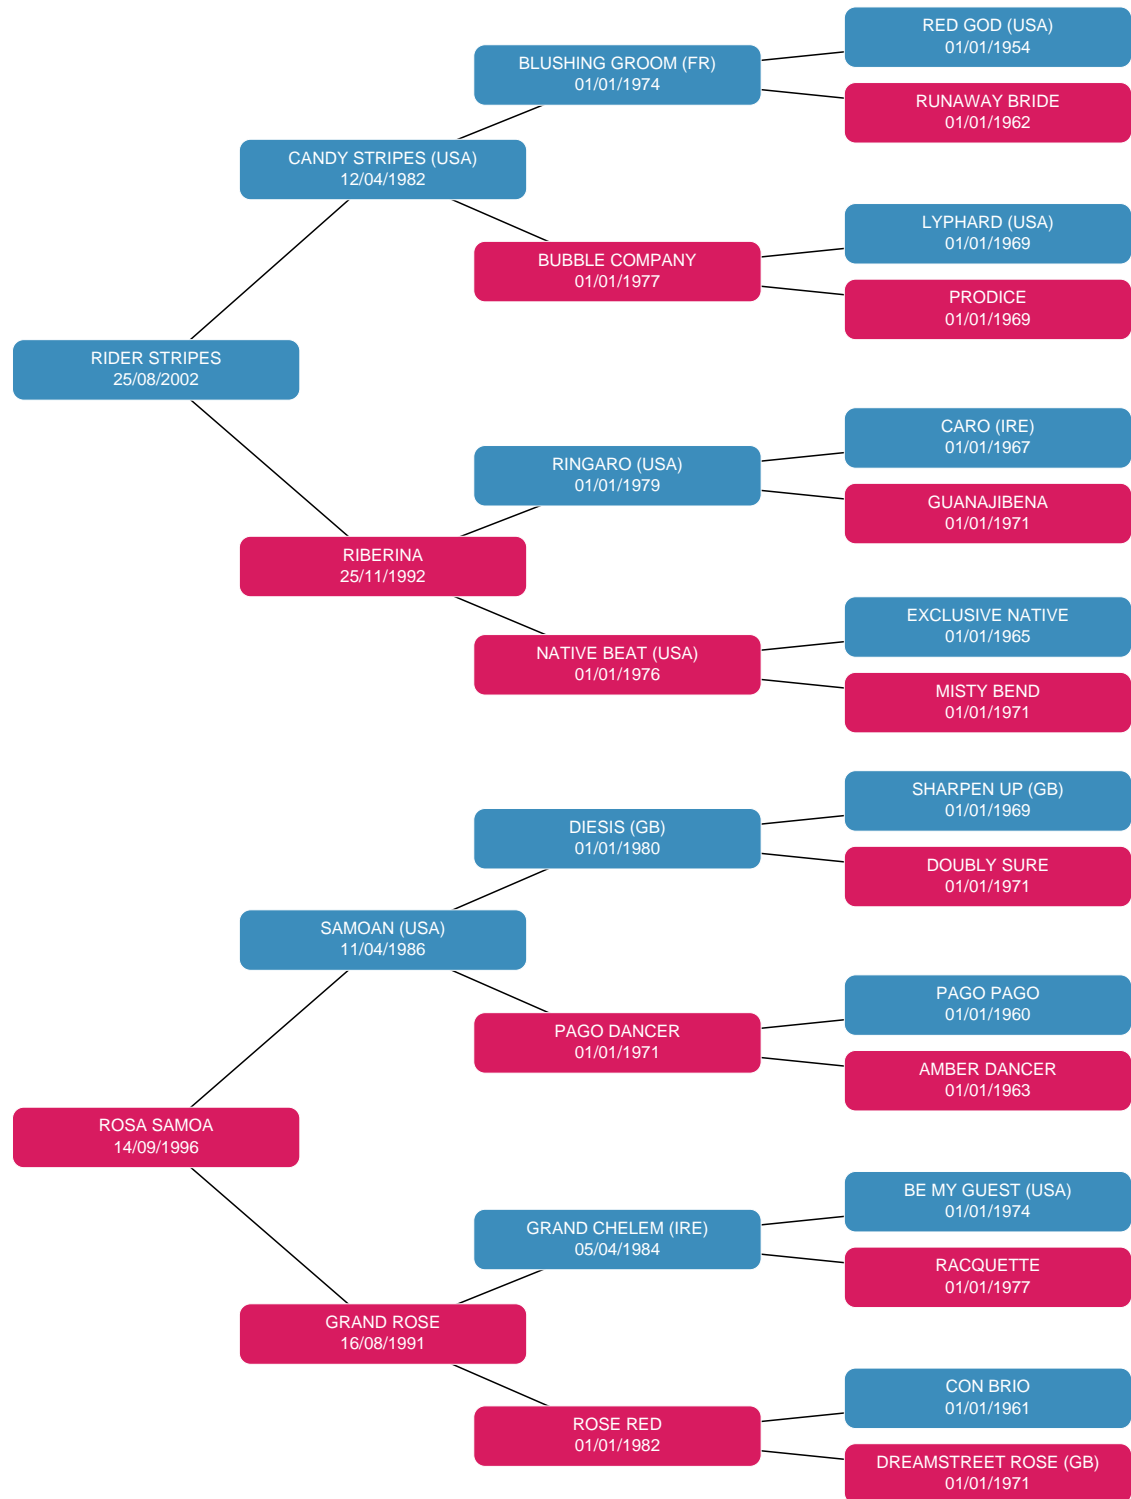 RED GOD (USA)
01/01/1954
BLUSHING GROOM (FR)
01/01/1974
RUNAWAY BRIDE
01/01/1962
CANDY STRIPES (USA)
12/04/1982
LYPHARD (USA)
01/01/1969
BUBBLE COMPANY
01/01/1977
PRODICE
01/01/1969
RIDER STRIPES
25/08/2002
CARO (IRE)
01/01/1967
RINGARO (USA)
01/01/1979
GUANAJIBENA
01/01/1971
RIBERINA
25/11/1992
EXCLUSIVE NATIVE
01/01/1965
NATIVE BEAT (USA)
01/01/1976
MISTY BEND
01/01/1971
SHARPEN UP (GB)
01/01/1969
DIESIS (GB)
01/01/1980
DOUBLY SURE
01/01/1971
SAMOAN (USA)
11/04/1986
PAGO PAGO
01/01/1960
PAGO DANCER
01/01/1971
AMBER DANCER
01/01/1963
ROSA SAMOA
14/09/1996
BE MY GUEST (USA)
01/01/1974
GRAND CHELEM (IRE)
05/04/1984
RACQUETTE
01/01/1977
GRAND ROSE
16/08/1991
CON BRIO
01/01/1961
ROSE RED
01/01/1982
DREAMSTREET ROSE (GB)
01/01/1971